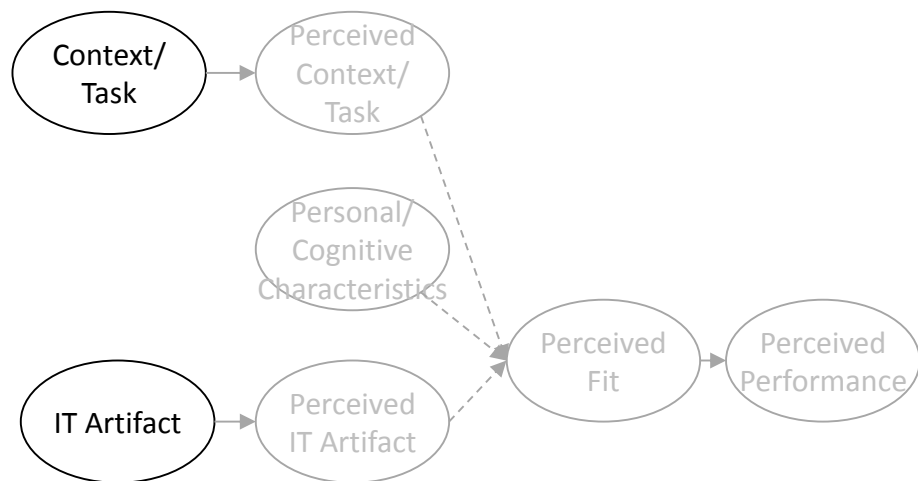 Context/
Task
Perceived
Context/
Task
Personal/
Cognitive
Characteristics
IT Artifact
Perceived
IT Artifact
Perceived
Fit
Perceived
Performance